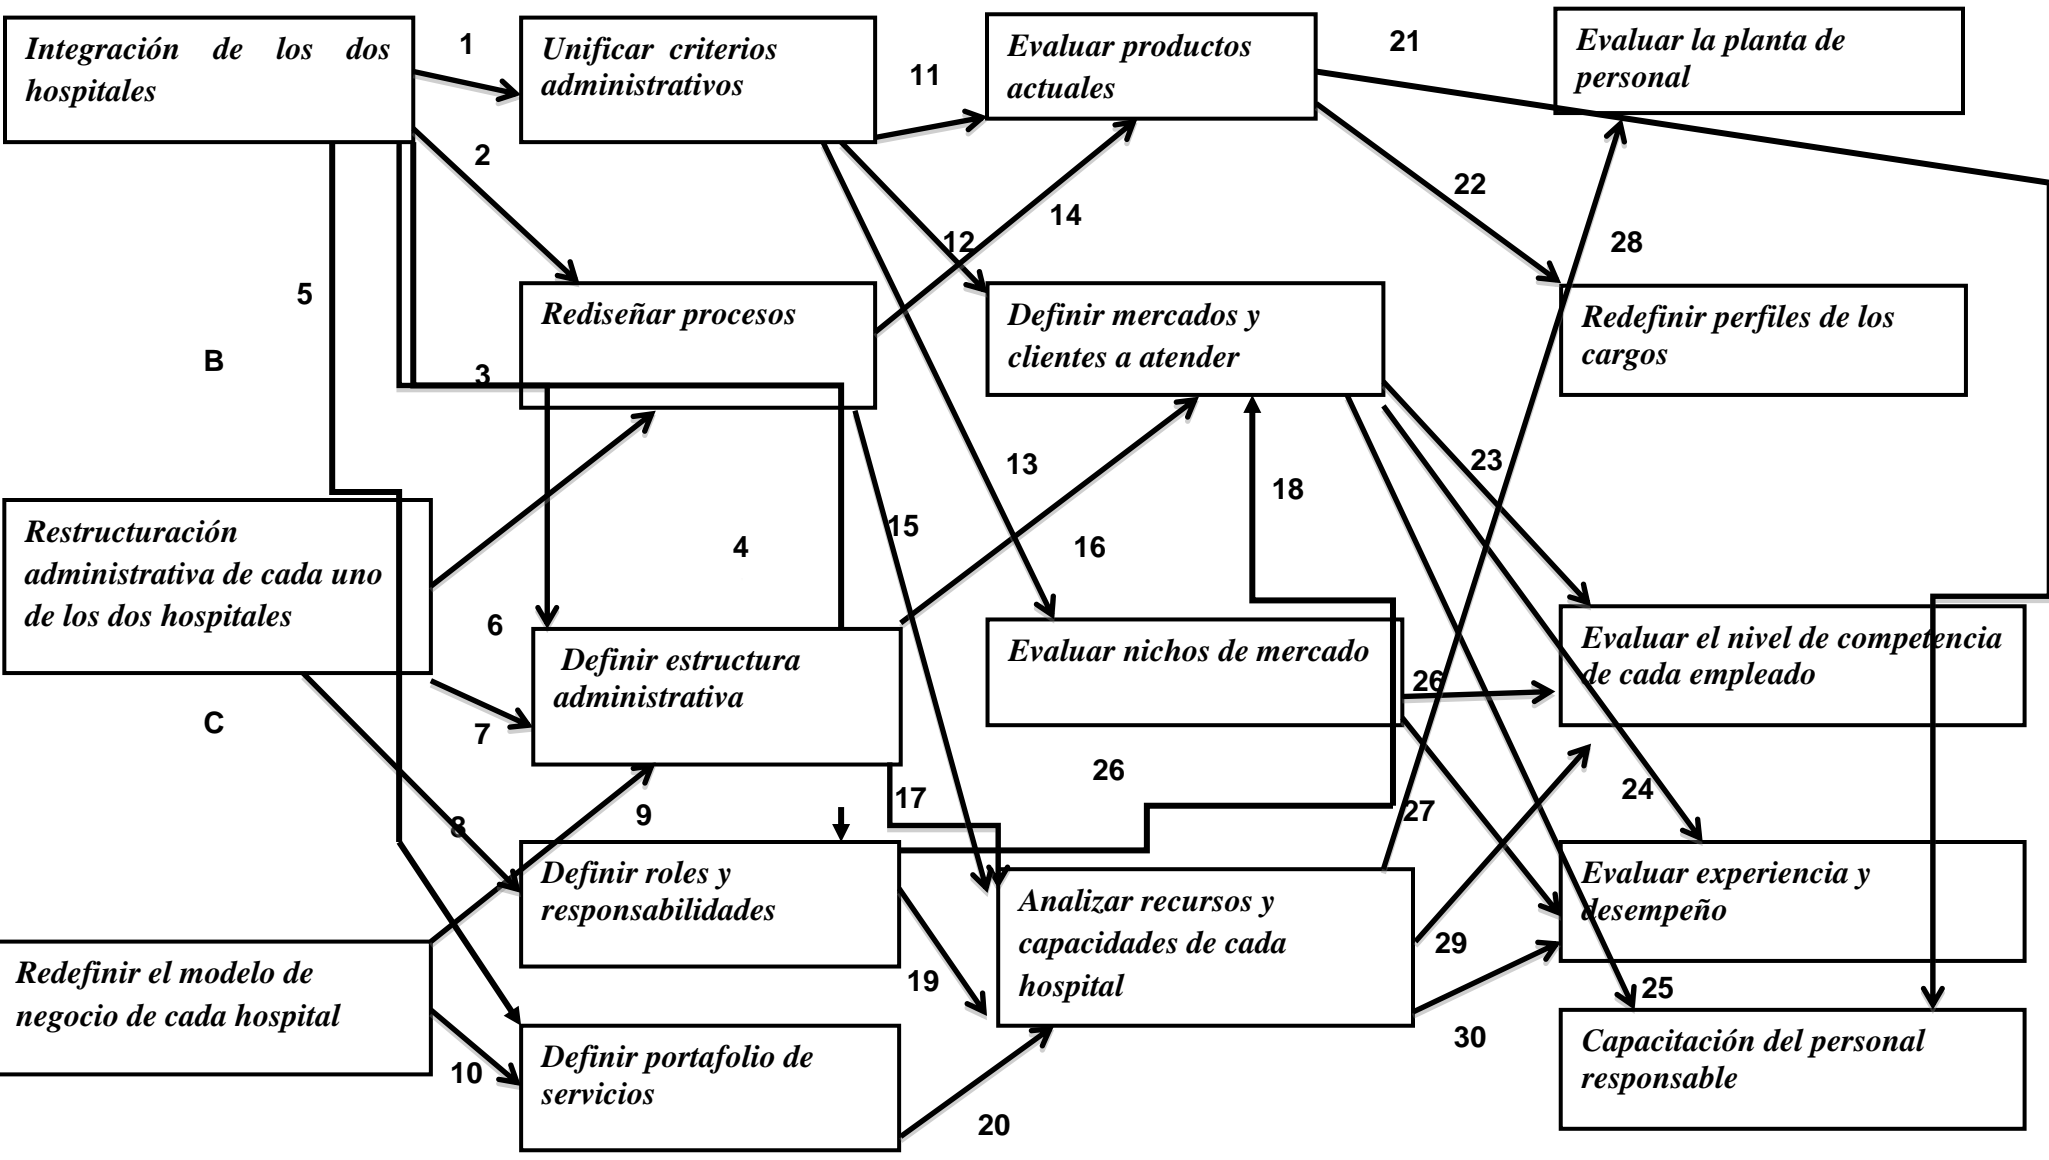 Integración de los dos
hospitales
1
Unificar criterios
administrativos
11
Evaluar productos
actuales
21
Evaluar la planta de
personal
2
14
22
12
28
5
B
3
Rediseñar procesos
Definir mercados y
clientes a atender
Redefinir perfiles de los
cargos
13
18
23
15
16
4
Restructuración
administrativa de cada uno
de los dos hospitales
6
7
C
Definir estructura
administrativa
Evaluar nichos de mercado
26
Evaluar el nivel de competencia
de cada empleado
26
17
9
8
27
24
Definir roles y
responsabilidades
Analizar recursos y
capacidades de cada
hospital
29
Evaluar experiencia y
desempeño
19
25
30
Redefinir el modelo de
negocio de cada hospital
10
Definir portafolio de
servicios
20
Capacitación del personal
responsable